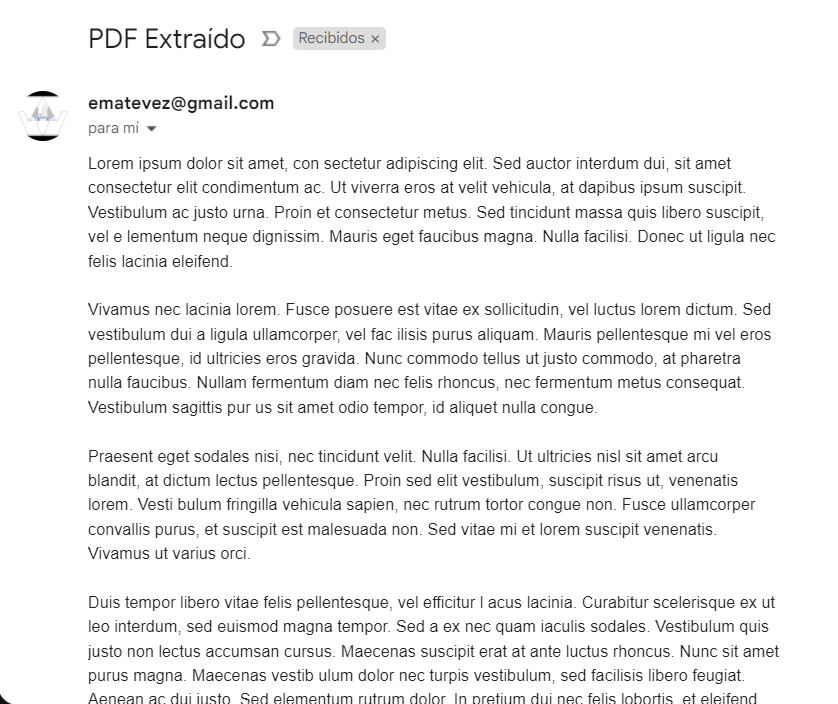 PDF Extraído
Recibidos ×
ematevez@gmail.com
para mí
Lorem ipsum dolor sit amet, con sectetur adipiscing elit. Sed auctor interdum dui, sit amet
consectetur elit condimentum ac. Ut viverra eros at velit vehicula, at dapibus ipsum suscipit.
Vestibulum ac justo urna. Proin et consectetur metus. Sed tincidunt massa quis libero suscipit,
vel e lementum neque dignissim. Mauris eget faucibus magna. Nulla facilisi. Donec ut ligula nec
felis lacinia eleifend.
Vivamus nec lacinia lorem. Fusce posuere est vitae ex sollicitudin, vel luctus lorem dictum. Sed
vestibulum dui a ligula ullamcorper, vel fac ilisis purus aliquam. Mauris pellentesque mi vel eros
pellentesque, id ultricies eros gravida. Nunc commodo tellus ut justo commodo, at pharetra
nulla faucibus. Nullam fermentum diam nec felis rhoncus, nec fermentum metus consequat.
Vestibulum sagittis pur us sit amet odio tempor, id aliquet nulla congue.
Praesent eget sodales nisi, nec tincidunt velit. Nulla facilisi. Ut ultricies nisl sit amet arcu
blandit, at dictum lectus pellentesque. Proin sed elit vestibulum, suscipit risus ut, venenatis
lorem. Vesti bulum fringilla vehicula sapien, nec rutrum tortor congue non. Fusce ullamcorper
convallis purus, et suscipit est malesuada non. Sed vitae mi et lorem suscipit venenatis.
Vivamus ut varius orci.
Duis tempor libero vitae felis pellentesque, vel efficitur l acus lacinia. Curabitur scelerisque ex ut
leo interdum, sed euismod magna tempor. Sed a ex nec quam iaculis sodales. Vestibulum quis
justo non lectus accumsan cursus. Maecenas suscipit erat at ante luctus rhoncus. Nunc sit amet
purus magna. Maecenas vestib ulum dolor nec turpis vestibulum, sed facilisis libero feugiat.
Aenean ac dui justo. Sed elementum rutrum dolor. In pretium dui nec felis lobortis, et eleifend